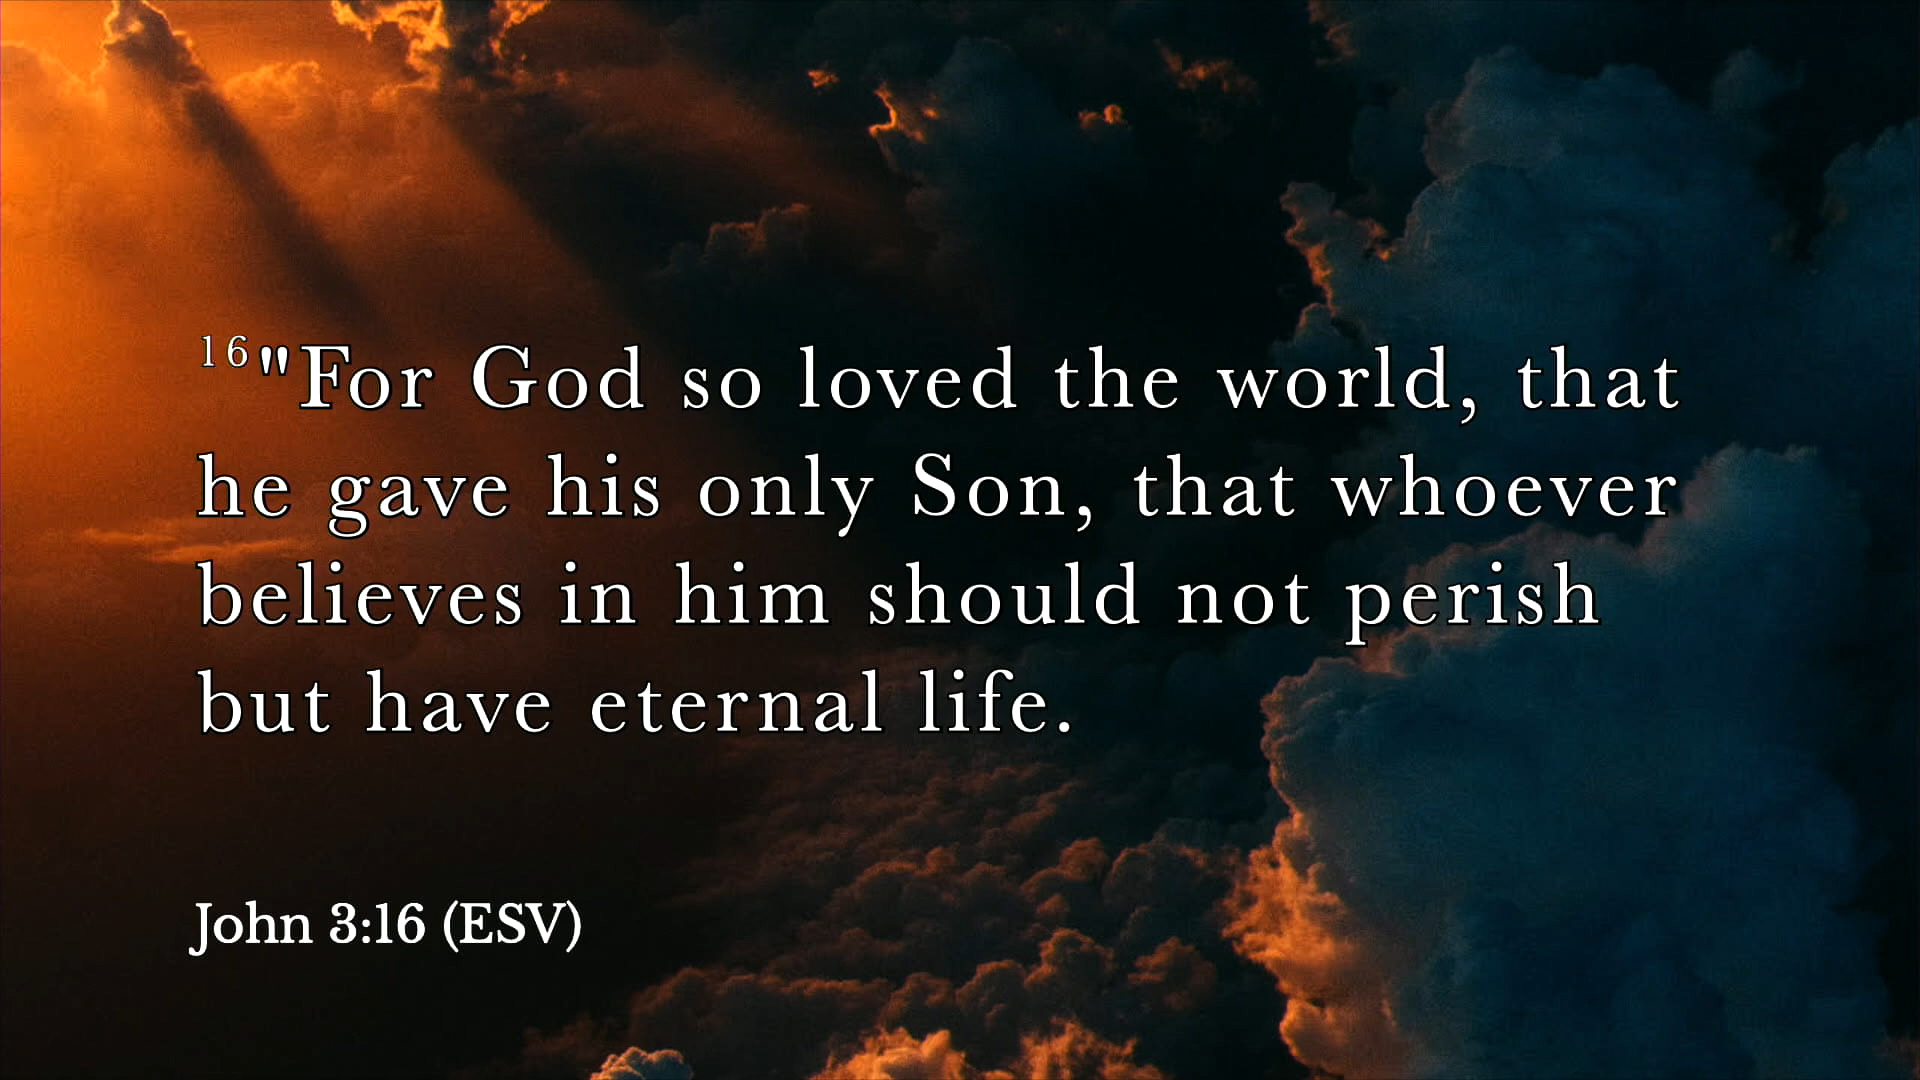 16"For God so loved the world, that
he gave his only Son, that whoever
believes in him should not perish
but have eternal life.
John 3:16 (ESV)